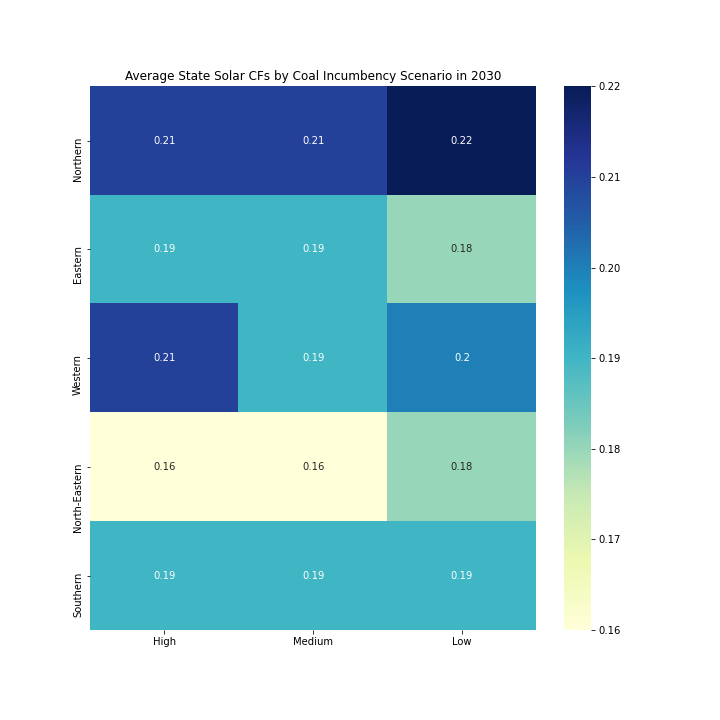 Average State Solar CFs by Coal Incumbency Scenario in 2030
Northern
0.21 0.21 0.22
Eastern
0.19 0.19 0.18
Western
0.21 0.19 0.2
North-Eastern
0.16 0.16 0.18
Southern
0.19 0.19 0.19
High Medium Low
0.22
0.21
0.20
0.19
0.18
0.17
0.16